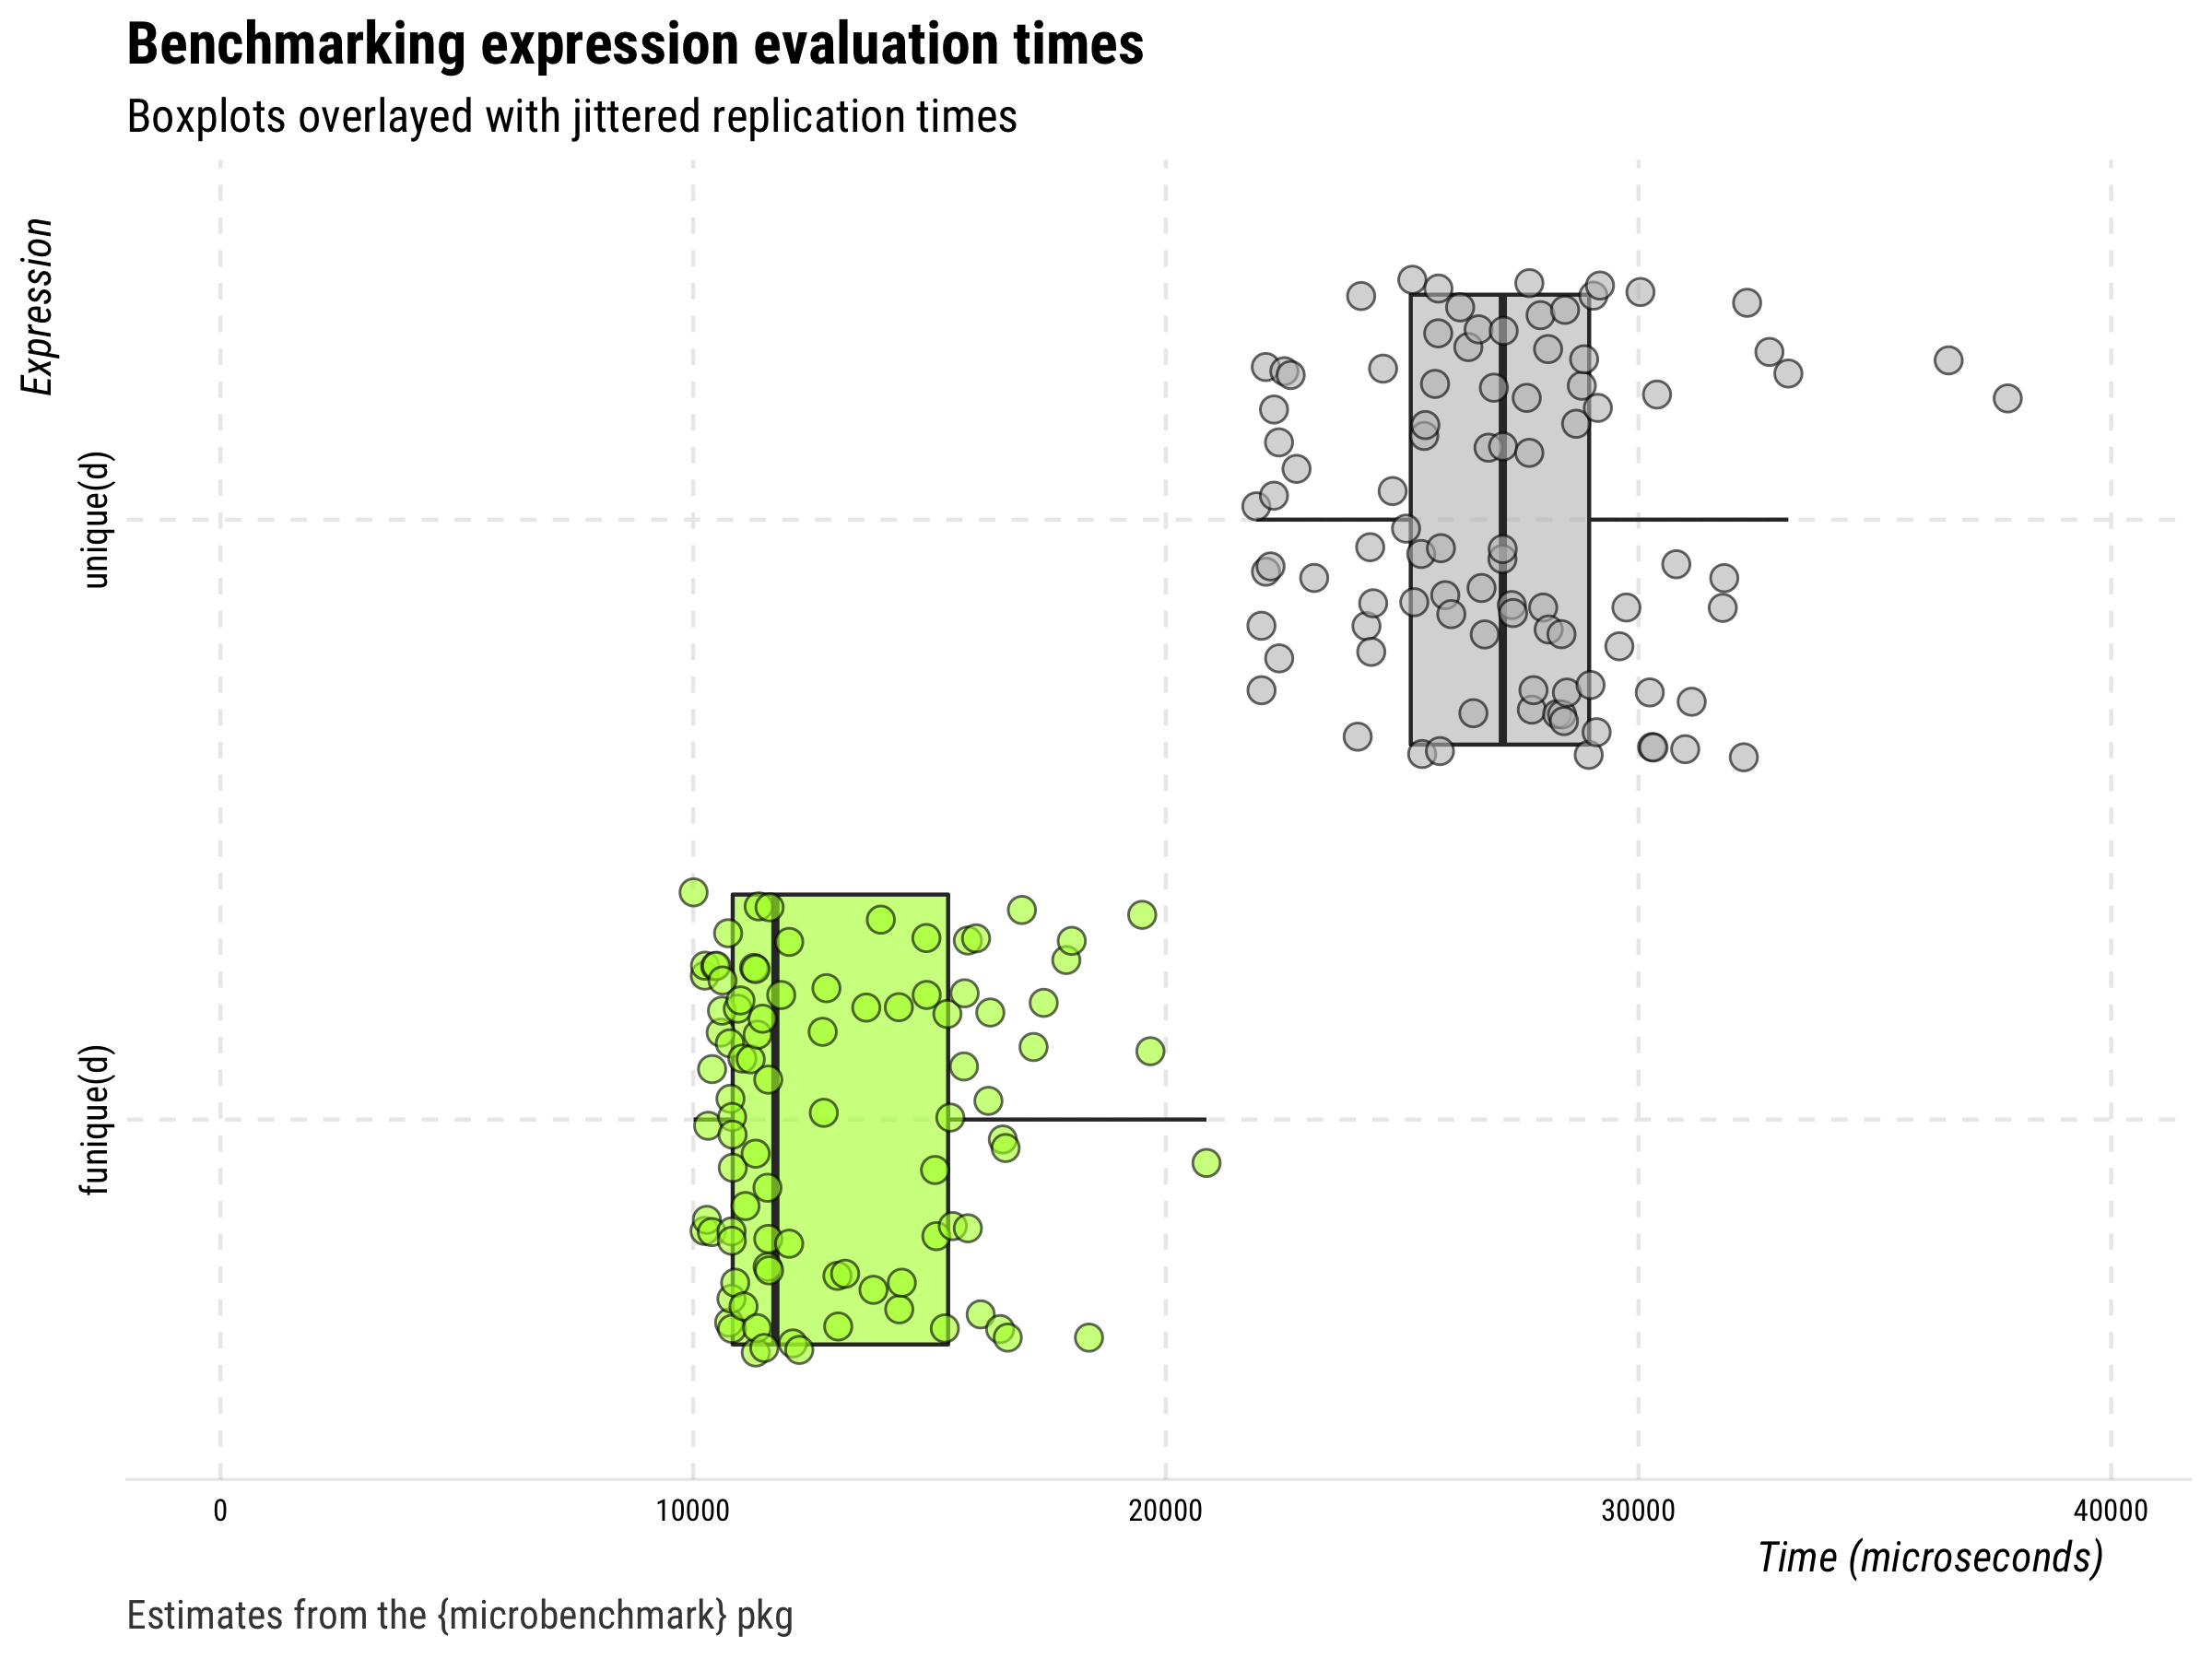 Benchmarking expression evaluation times
Boxplots overlayed with jittered replication times
Expression
unique(d)
funique(d)
0 10000 20000 30000 40000
Time (microseconds)
Estimates from the {microbenchmark} pkg